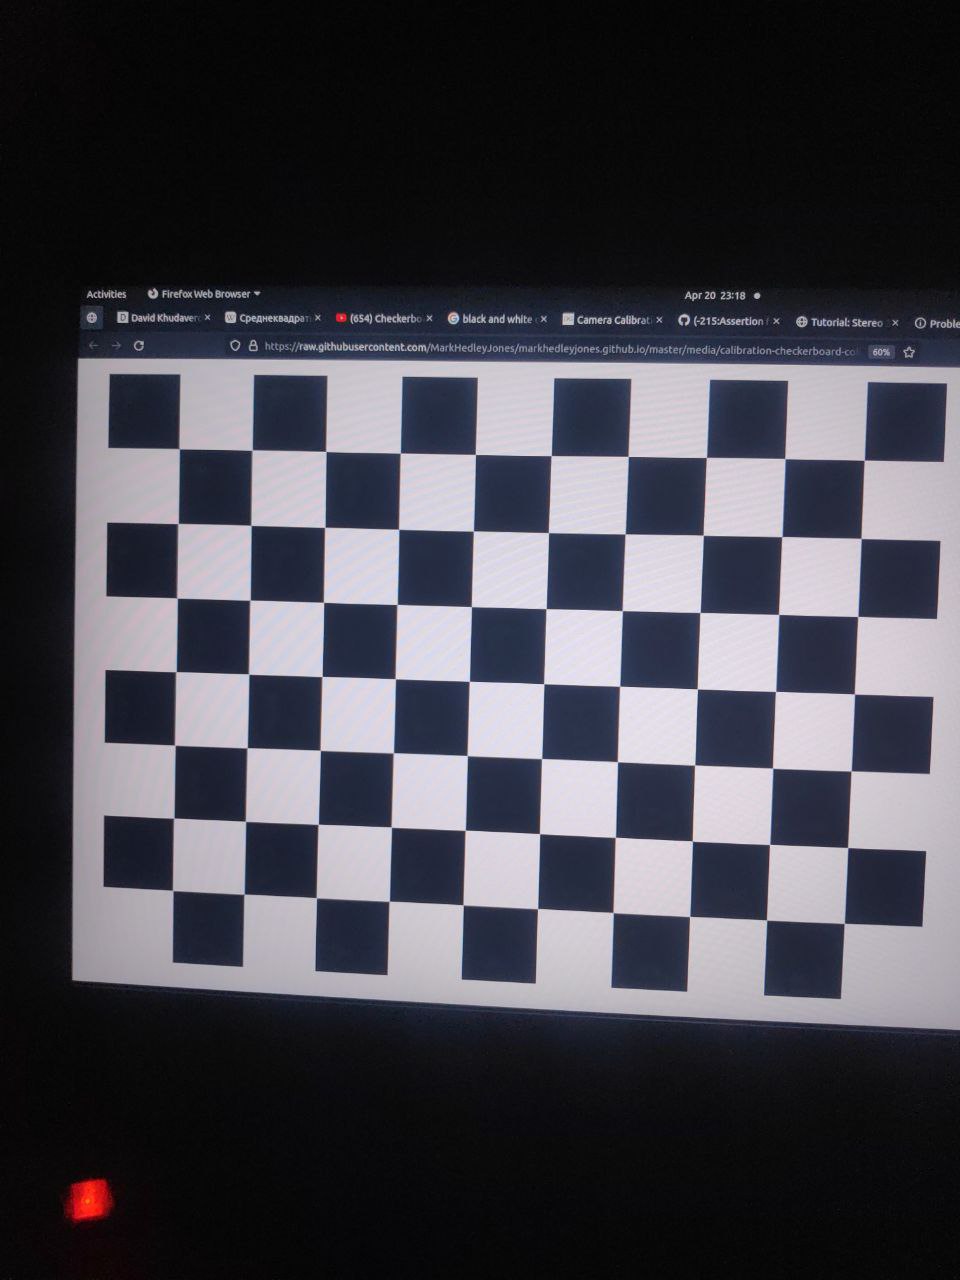 Activities Firefox Web Browser Apr 20 23:18
David Khudaver Среднеквадрат (654) Checkerbo black and white Camera Calibrati (-215:Assertion f Tutorial: Stereo Proble
https://raw.githubusercontent.com/MarkHedleyJones/markhedleyjones.github.io/master/media/calibration-checkerboard-co 60%